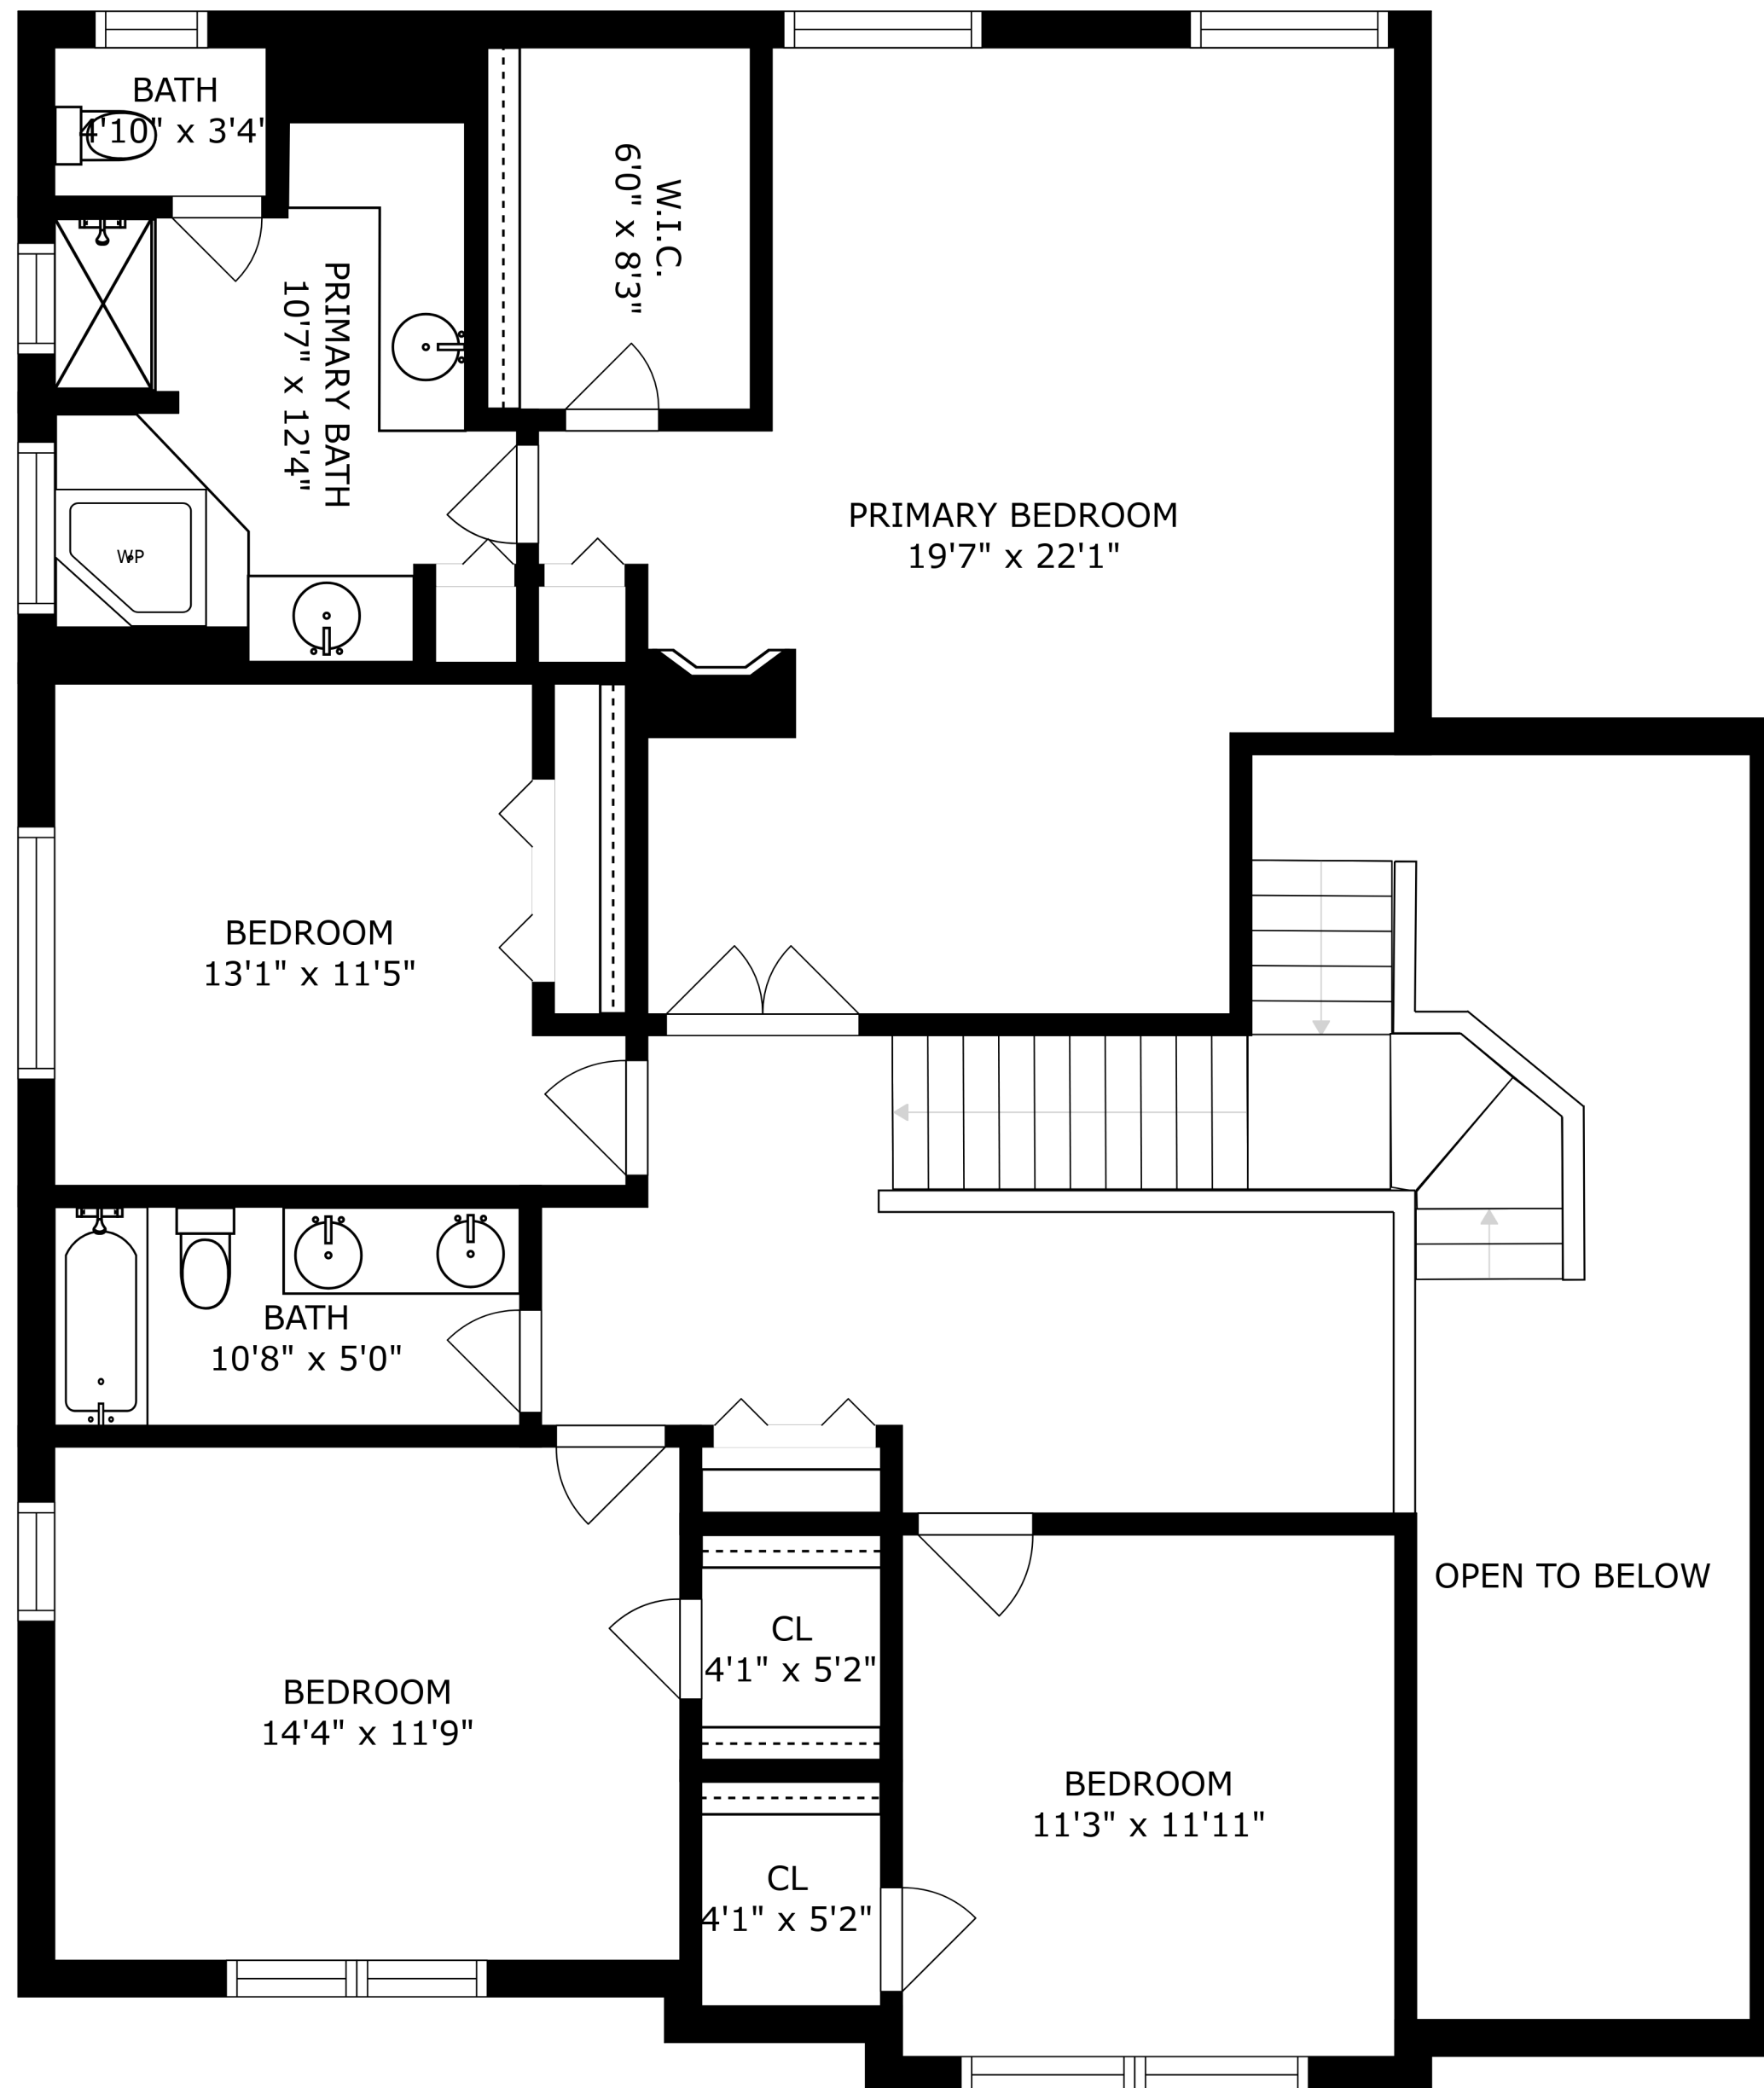 BATH
4'10" x 3'4"
W.I.C.
6'0" x 8'3"
PRIMARY BATH
10'7" x 12'4"
PRIMARY BEDROOM
19'7" x 22'1"
WP
BEDROOM
13'1" x 11'5"
BATH
10'8" x 5'0"
OPEN TO BELOW
CL
4'1" x 5'2"
BEDROOM
14'4" x 11'9"
BEDROOM
11'3" x 11'11"
CL
4'1" x 5'2"